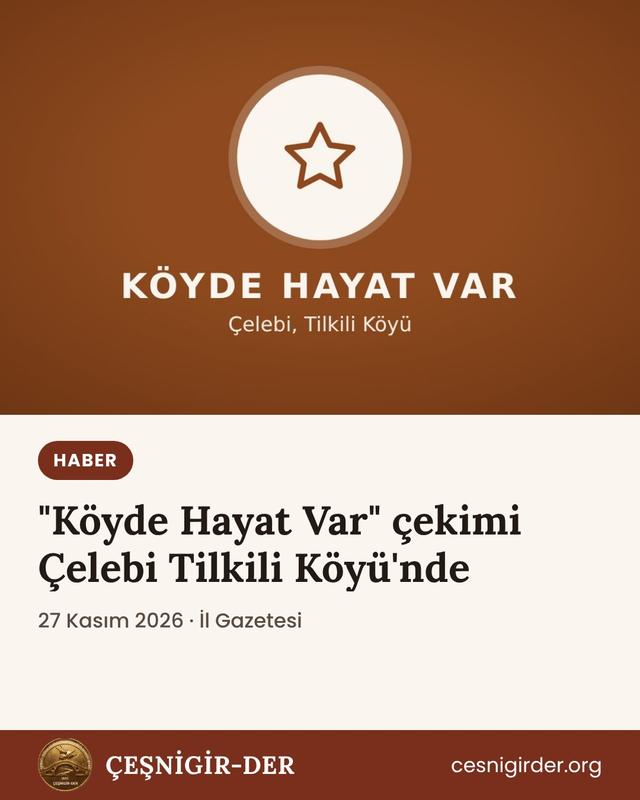 KÖYDE HAYAT VAR
Çelebi, Tilkili Köyü
HABER
"Köyde Hayat Var" çekimi
Çelebi Tilkili Köyü'nde
27 Kasım 2026 · İl Gazetesi
ÇEŞNİGİR-DER
cesnigirder.org